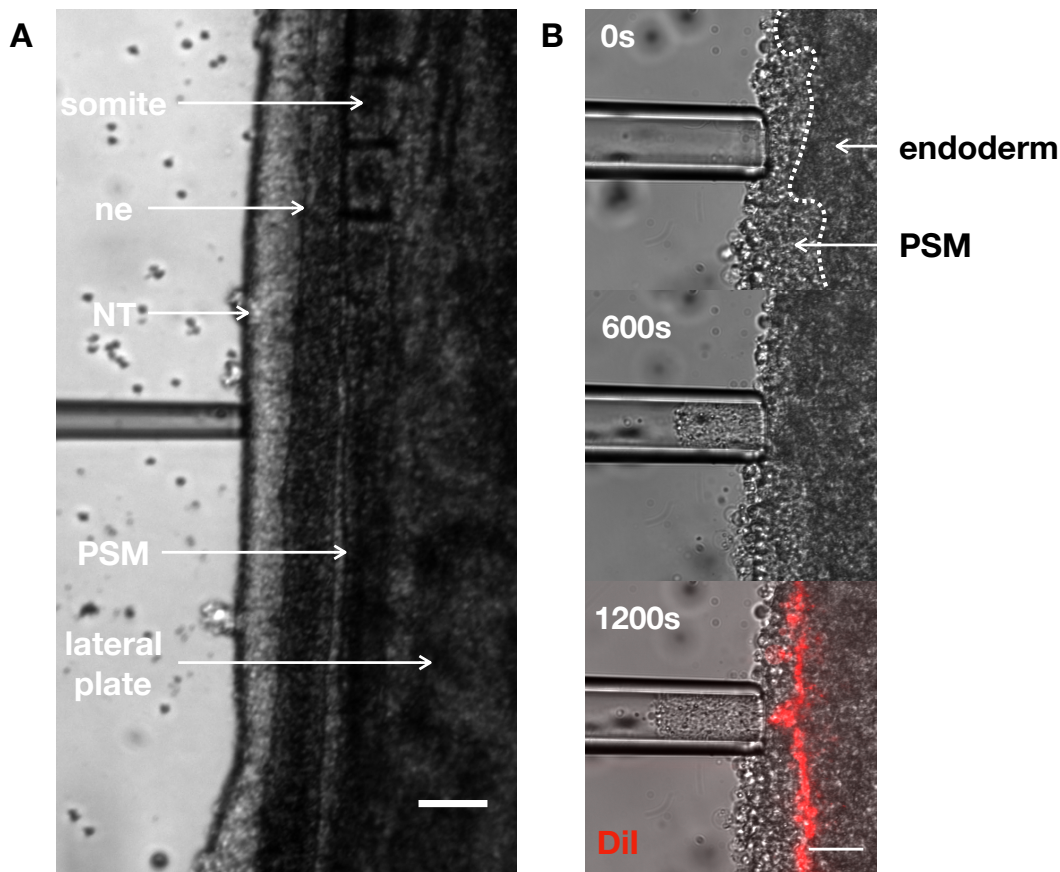 A
somite
ne
NT
PSM
lateral
plate
B
0s
endoderm
PSM
600s
1200s
DiI